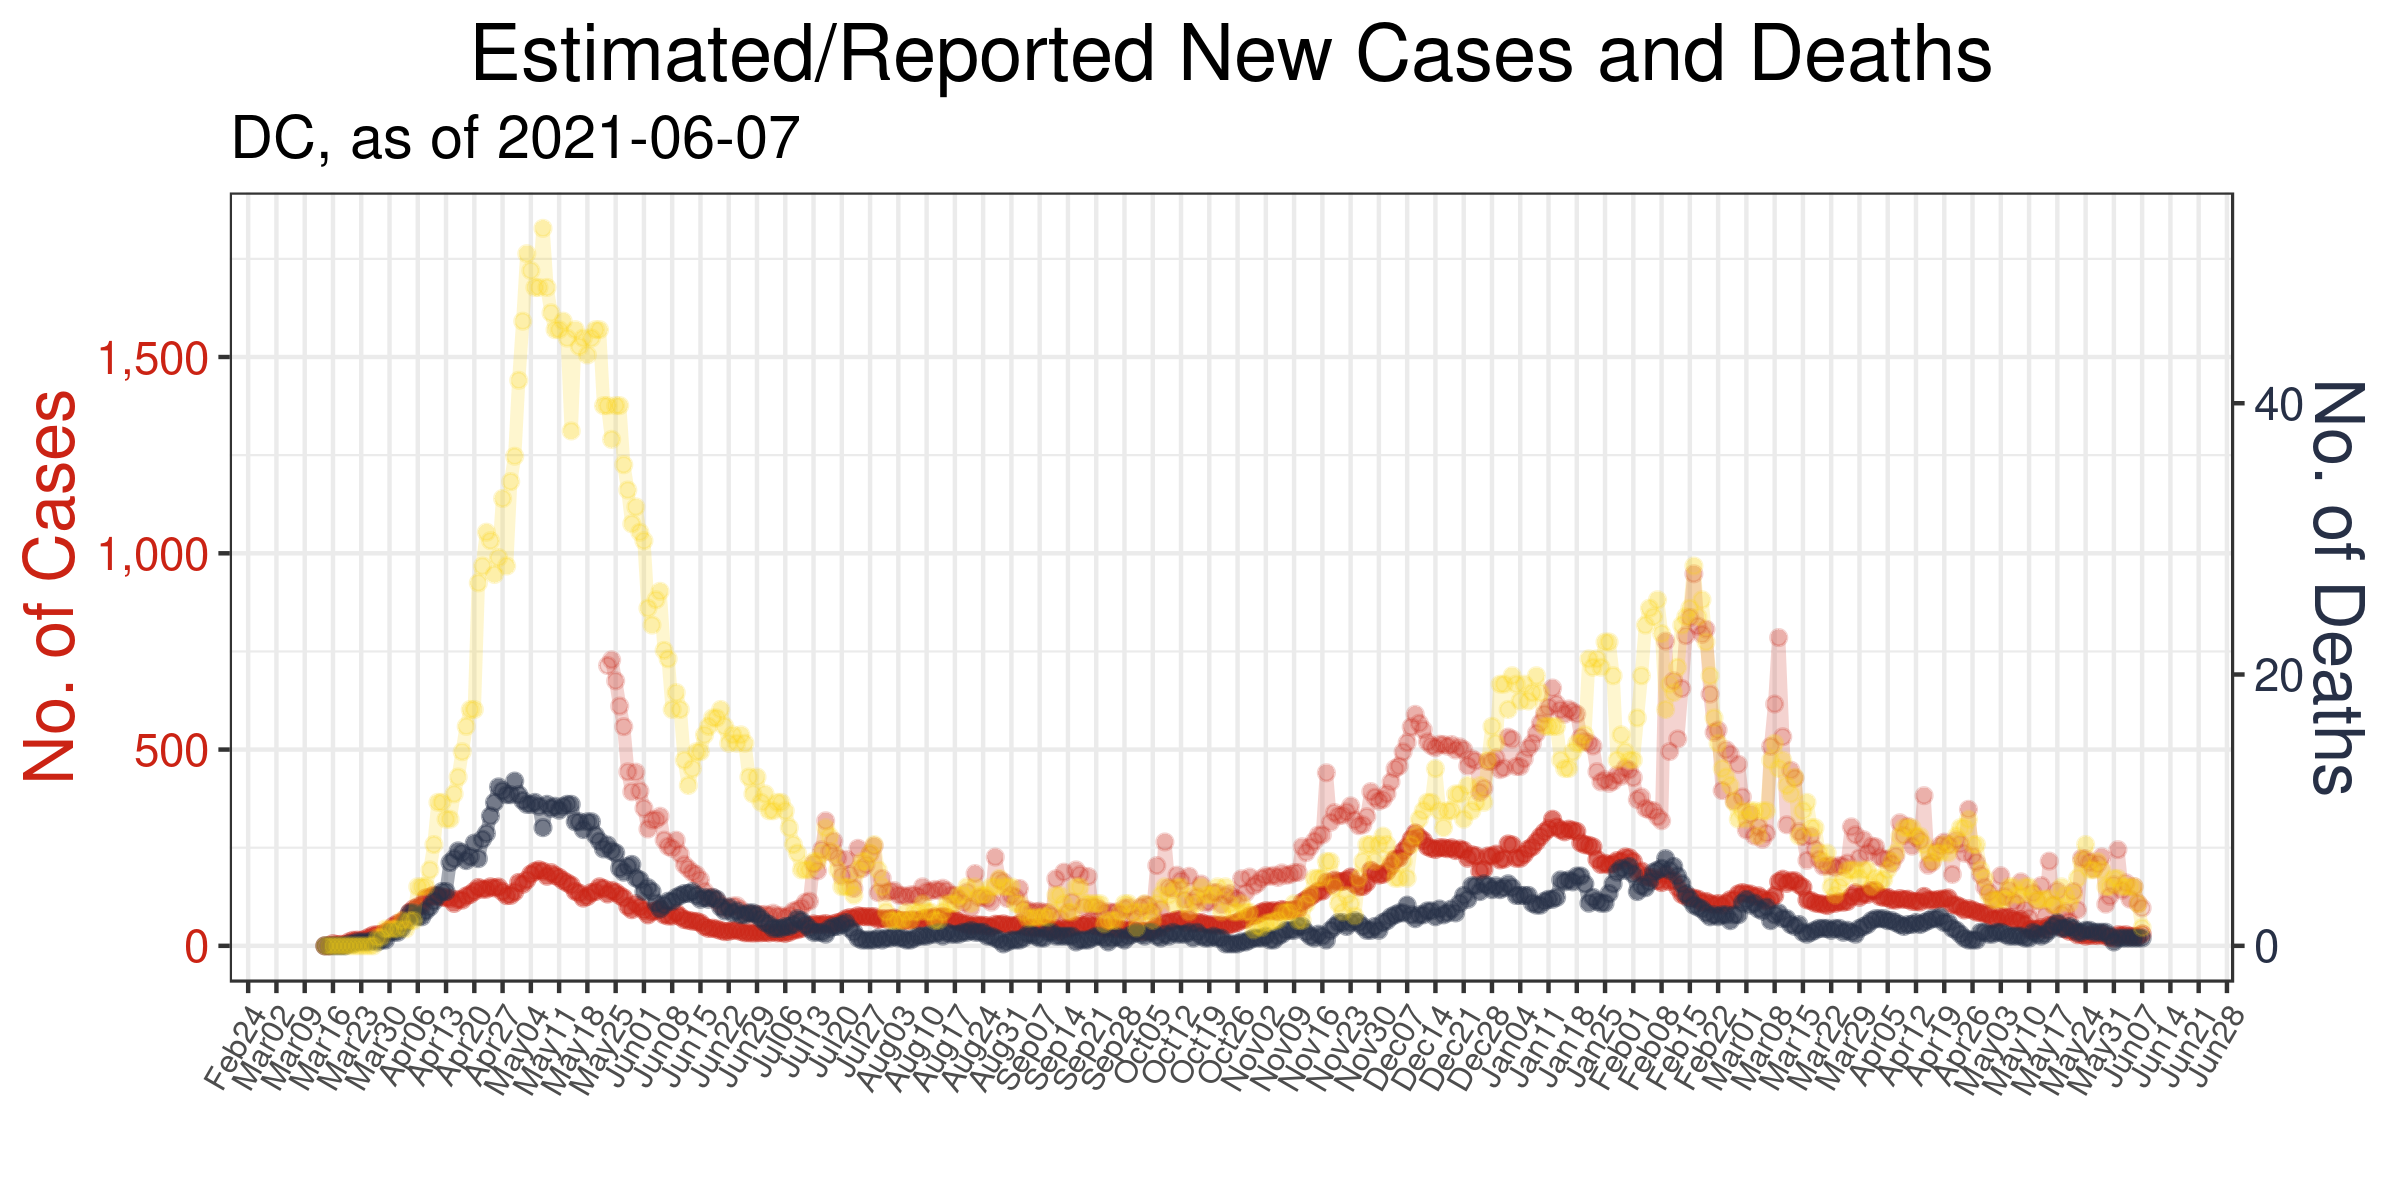 Estimated/Reported New Cases and Deaths
DC, as of 2021-06-07
No. of Cases
1,500
1,000
500
0
40
20
0
No. of Deaths
Feb24
Mar02
Mar09
Mar16
Mar23
Mar30
Apr06
Apr13
Apr20
Apr27
May04
May11
May18
May25
Jun01
Jun08
Jun15
Jun22
Jun29
Jul06
Jul13
Jul20
Jul27
Aug03
Aug10
Aug17
Aug24
Aug31
Sep07
Sep14
Sep21
Sep28
Oct05
Oct12
Oct19
Oct26
Nov02
Nov09
Nov16
Nov23
Nov30
Dec07
Dec14
Dec21
Dec28
Jan04
Jan11
Jan18
Jan25
Feb01
Feb08
Feb15
Feb22
Mar01
Mar08
Mar15
Mar22
Mar29
Apr05
Apr12
Apr19
Apr26
May03
May10
May17
May24
May31
Jun07
Jun14
Jun21
Jun28